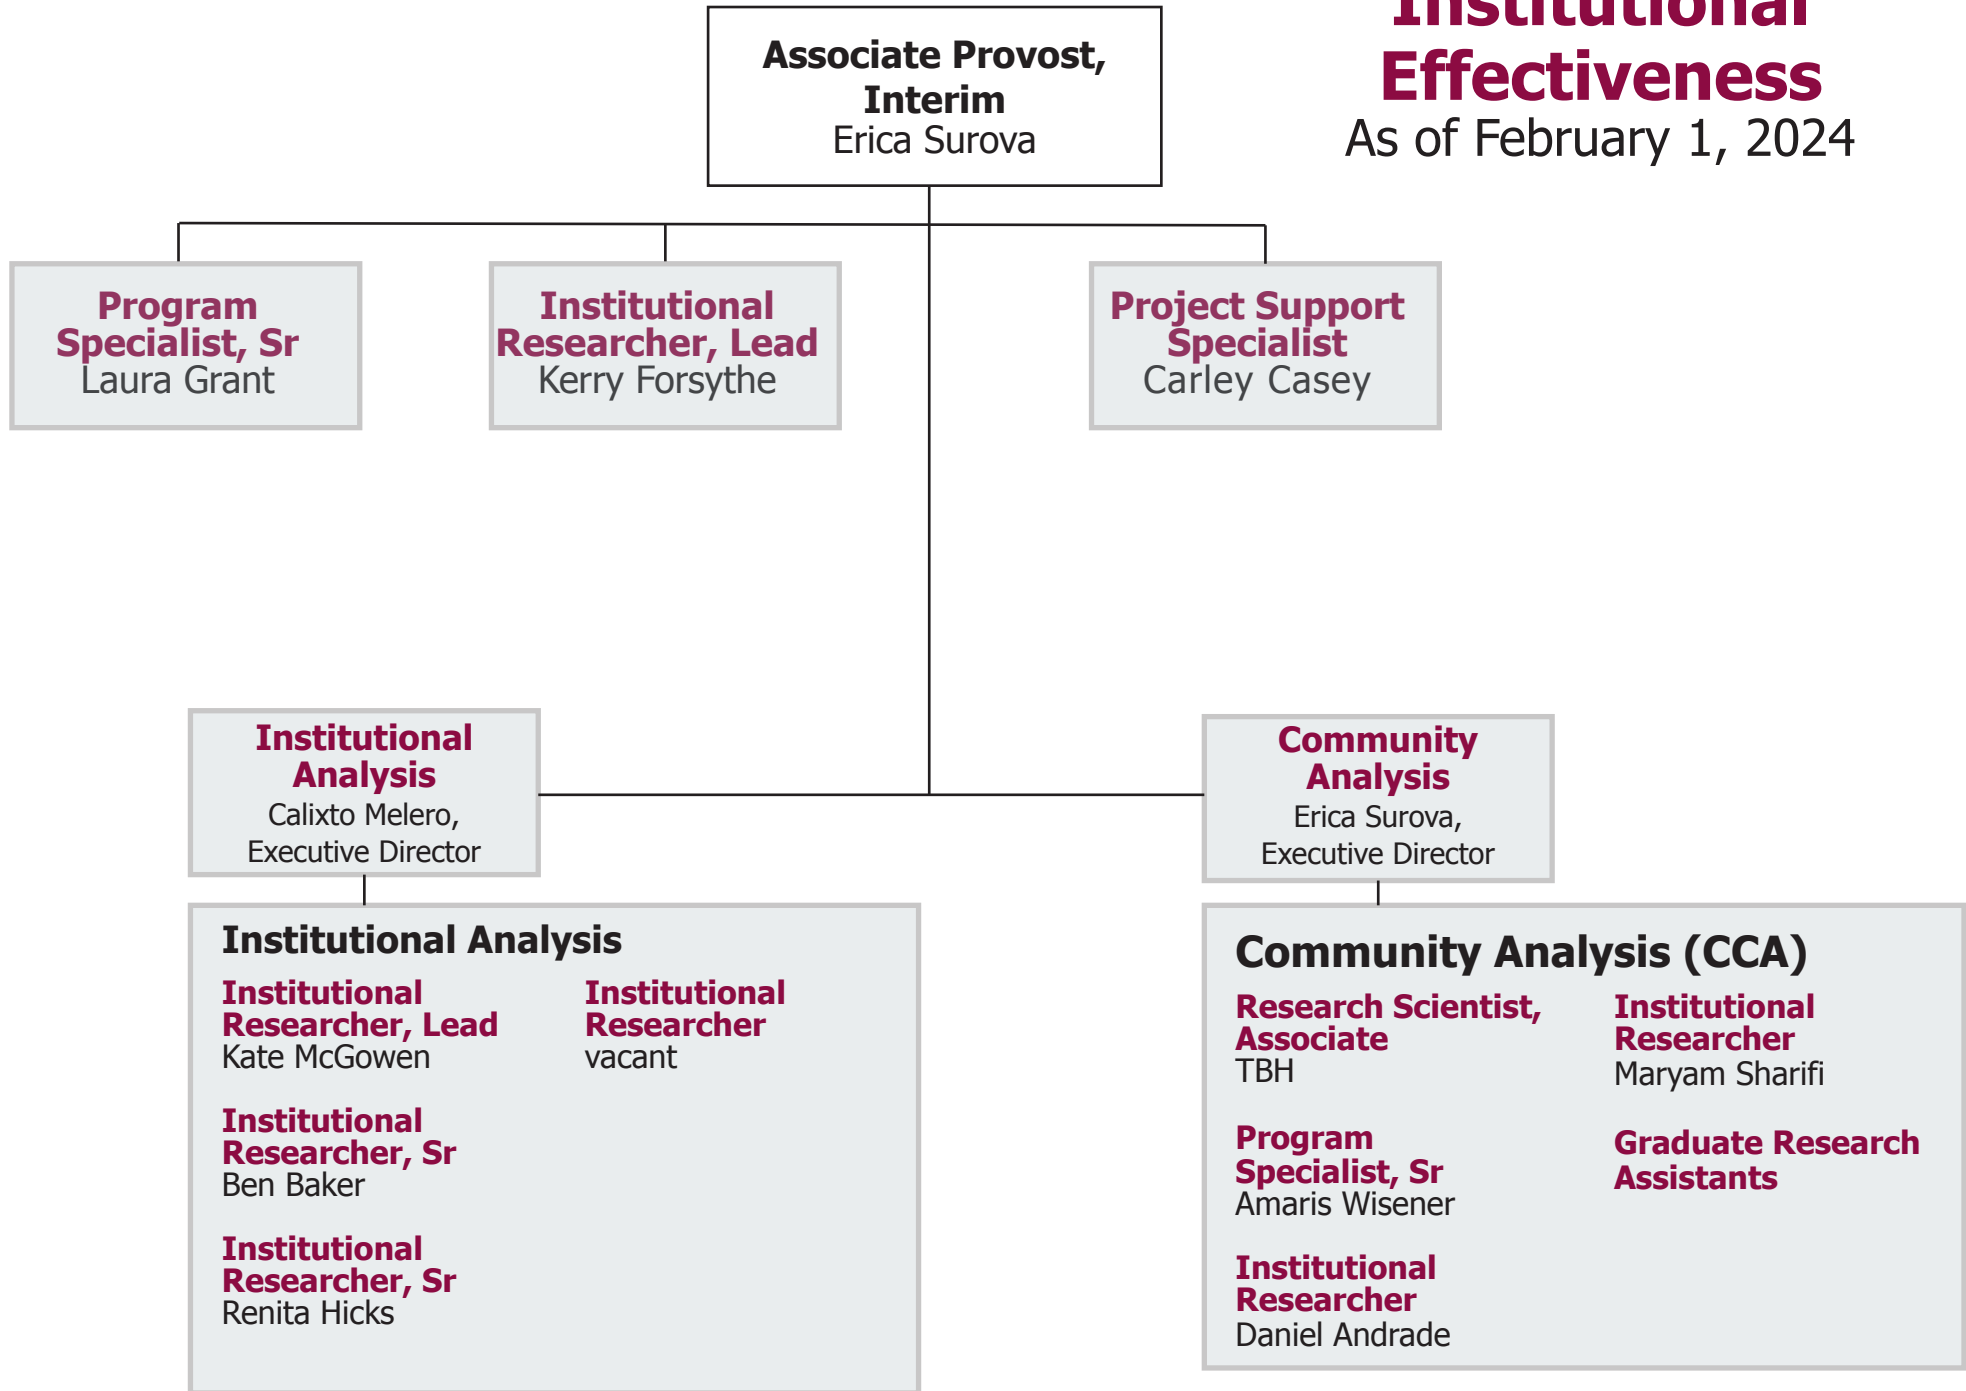 Institutional
Effectiveness
As of February 1, 2024
Associate Provost,
Interim
Erica Surova
Program
Specialist, Sr
Laura Grant
Institutional
Researcher, Lead
Kerry Forsythe
Project Support
Specialist
Carley Casey
Institutional
Analysis
Calixto Melero,
Executive Director
Community
Analysis
Erica Surova,
Executive Director
Institutional Analysis
Institutional
Researcher, Lead
Kate McGowen
Institutional
Researcher, Sr
Ben Baker
Institutional
Researcher, Sr
Renita Hicks
Institutional
Researcher
vacant
Community Analysis (CCA)
Research Scientist,
Associate
TBH
Program
Specialist, Sr
Amaris Wisener
Institutional
Researcher
Daniel Andrade
Institutional
Researcher
Maryam Sharifi
Graduate Research
Assistants